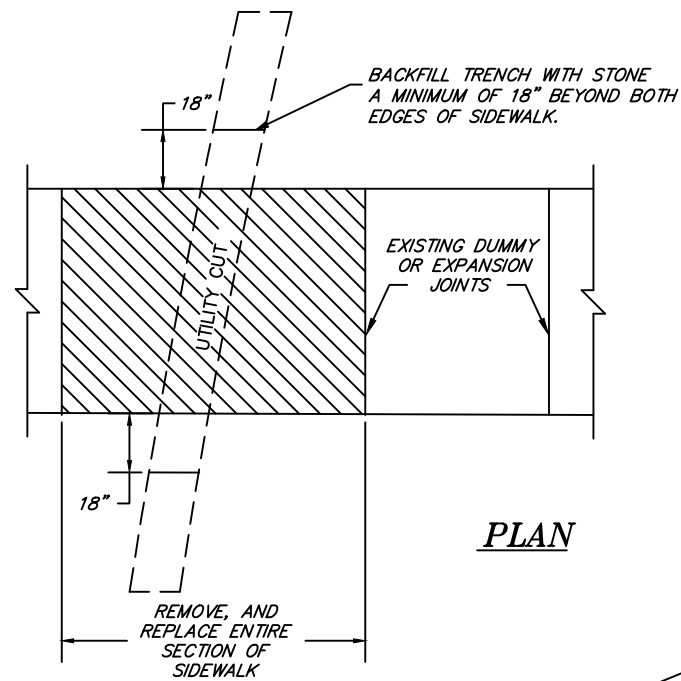 18"
BACKFILL TRENCH WITH STONE
A MINIMUM OF 18" BEYOND BOTH
EDGES OF SIDEWALK.
EXISTING DUMMY
OR EXPANSION
JOINTS
UTILITY CUT
18"
PLAN
REMOVE, AND
REPLACE ENTIRE
SECTION OF
SIDEWALK